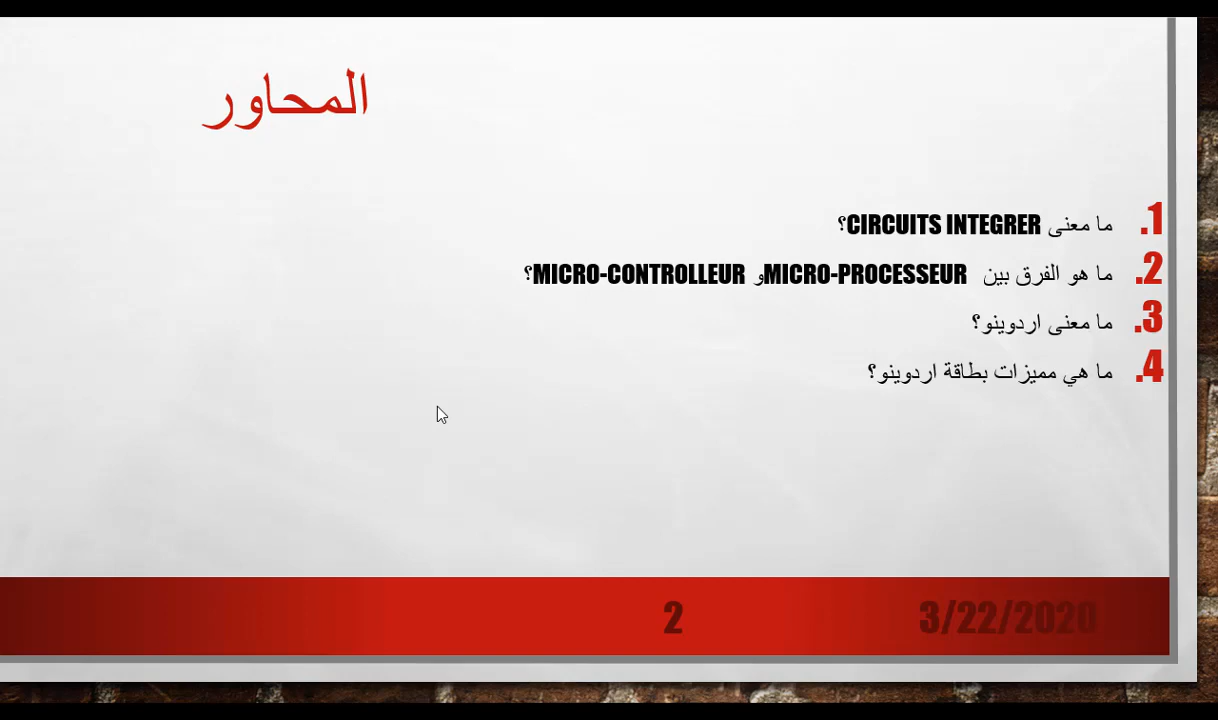 المحاور
1. ما معنى CIRCUITS INTEGRER؟
2. ما هو الفرق بين MICRO-PROCESSEUR و MICRO-CONTROLLEUR؟
3. ما معنى اردوينو؟
4. ما هي مميزات بطاقة اردوينو؟
2
3/22/2020